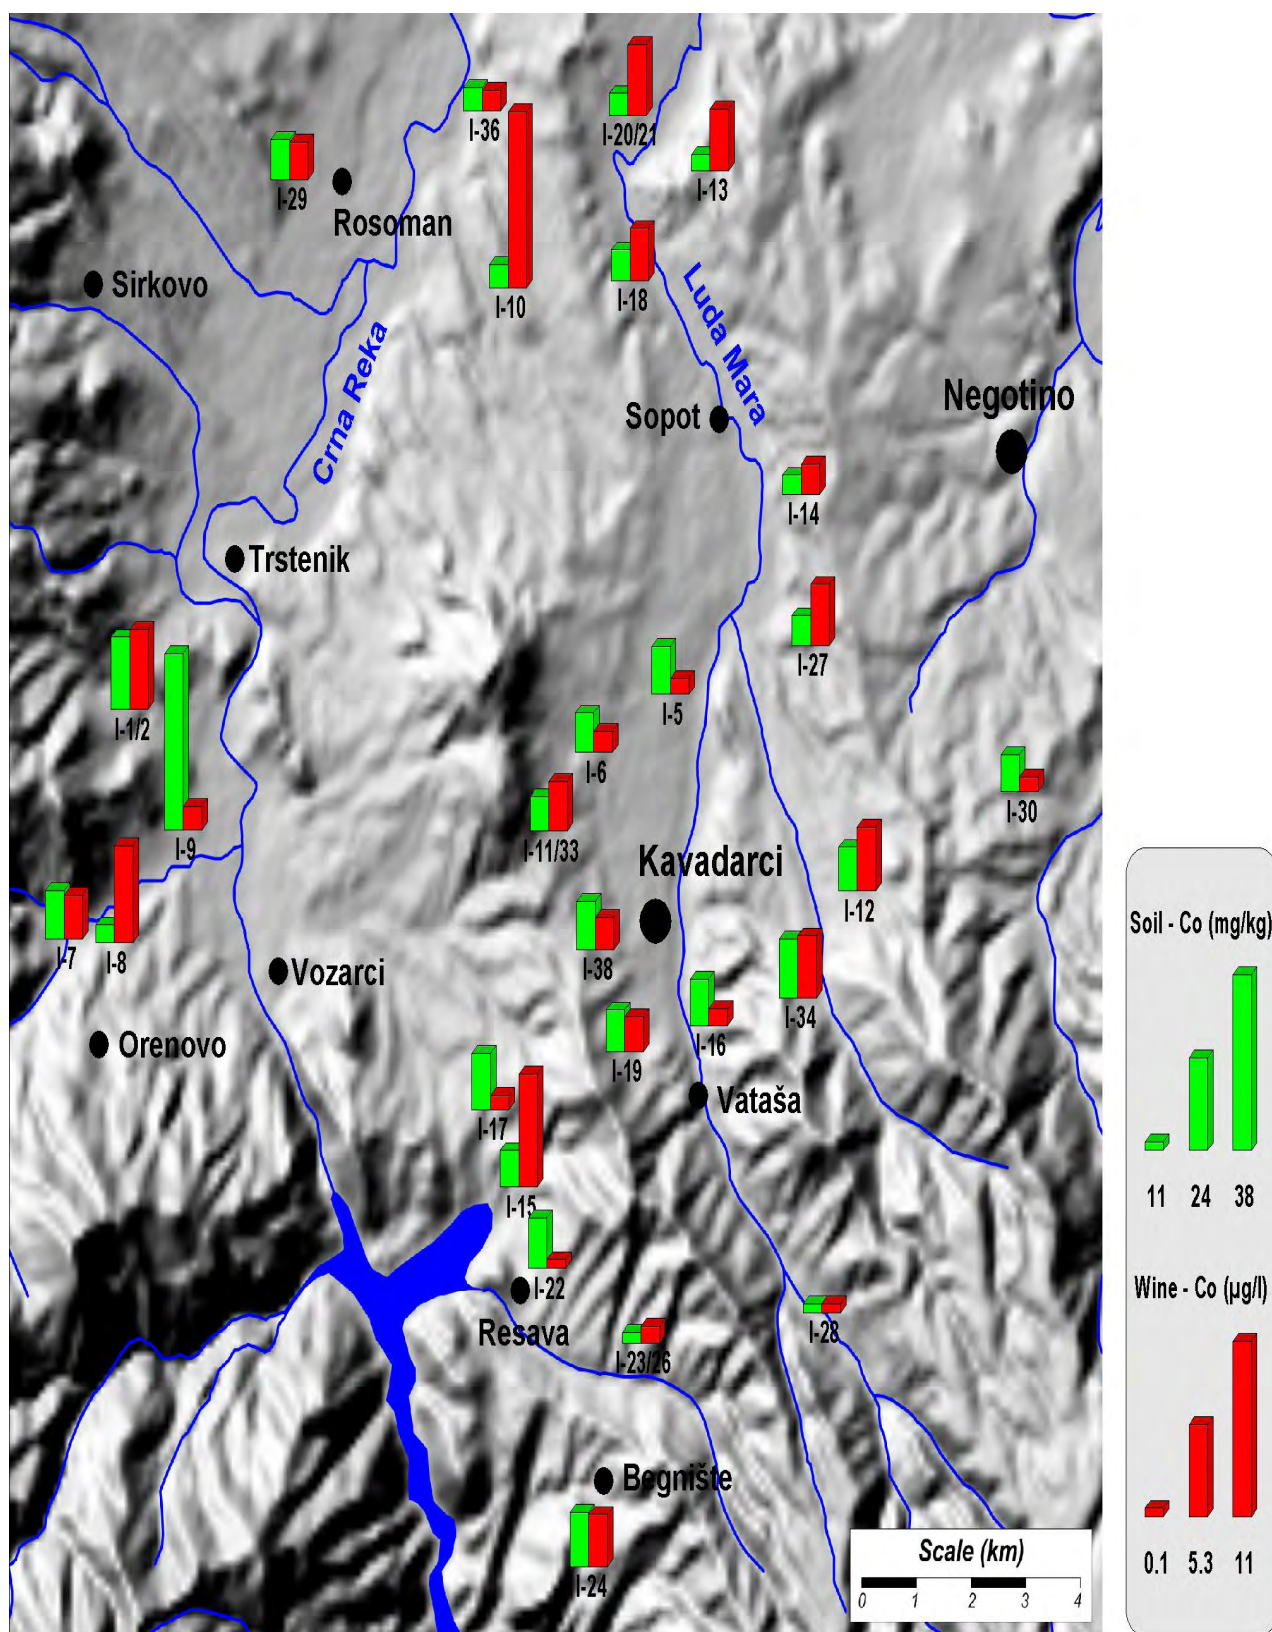 I-36
I-20/21
I-13
I-29
Rosoman
Sirkovo
I-10
I-18
Luda Mara
Crna Reka
Negotino
Sopot
I-14
Trstenik
I-27
I-5
I-1/2
I-6
I-30
I-9
I-11/33
Kavadarci
I-12
I-7
I-8
I-38
Vozarci
I-34
I-16
Orenovo
I-19
Vataša
I-17
I-15
I-22
Resava
I-28
I-23/26
Begnište
I-24
Scale (km)
0 1 2 3 4
Soil - Co (mg/kg)
11 24 38
Wine - Co (µg/l)
0.1 5.3 11